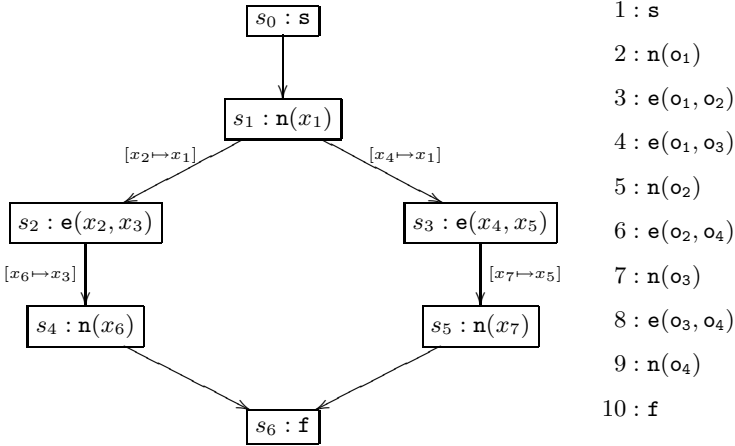 s₀ : s
s₁ : n(x₁)
[x₂↦x₁]
[x₄↦x₁]
s₂ : e(x₂, x₃)
s₃ : e(x₄, x₅)
[x₆↦x₃]
[x₇↦x₅]
s₄ : n(x₆)
s₅ : n(x₇)
s₆ : f
1 : s
2 : n(o₁)
3 : e(o₁, o₂)
4 : e(o₁, o₃)
5 : n(o₂)
6 : e(o₂, o₄)
7 : n(o₃)
8 : e(o₃, o₄)
9 : n(o₄)
10 : f